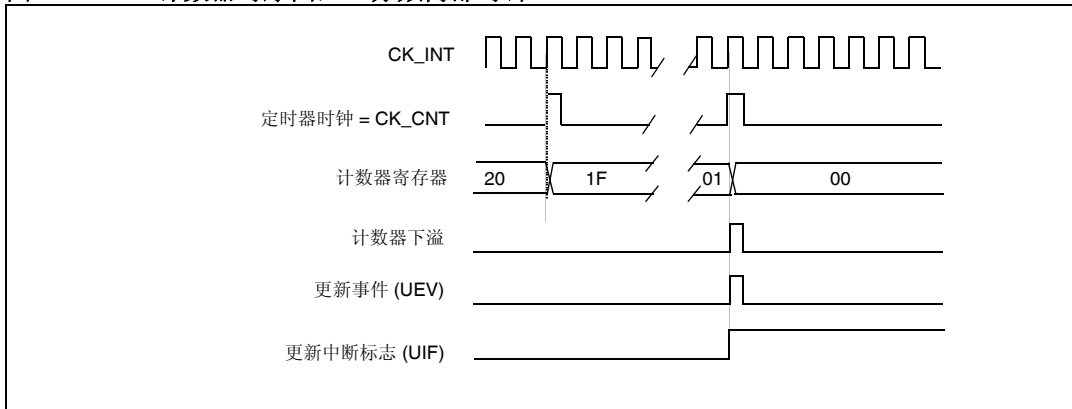 CK_INT
定时器时钟 = CK_CNT
计数器寄存器 20 1F 01 00
计数器下溢
更新事件 (UEV)
更新中断标志 (UIF)